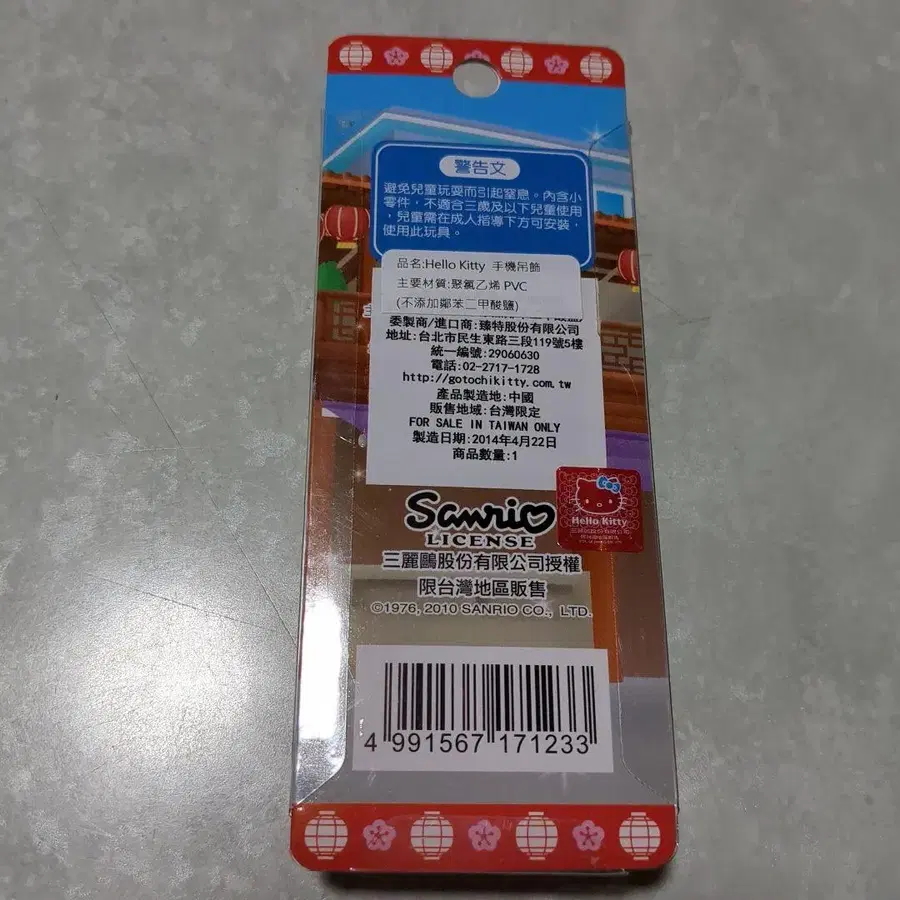 警告文
避免兒童玩耍而引起窒息。內含小
零件，不適合三歲及以下兒童使用
，兒童需在成人指導下方可安裝，
使用此玩具。
品名:Hello Kitty 手機吊飾
主要材質:聚氯乙烯 PVC
(不添加鄰苯二甲酸鹽)
委製商/進口商:臻特股份有限公司
地址:台北市民生東路三段119號5樓
統一編號:29060630
電話:02-2717-1728
http://gotochikitty.com.tw
產品製造地:中國
販售地域:台灣限定
FOR SALE IN TAIWAN ONLY
製造日期:2014年4月22日
商品數量:1
Hello Kitty
三麗鷗股份有限公司
Sanrio
LICENSE
三麗鷗股份有限公司授權
限台灣地區販售
©1976, 2010 SANRIO CO., LTD.
4 991567 171233